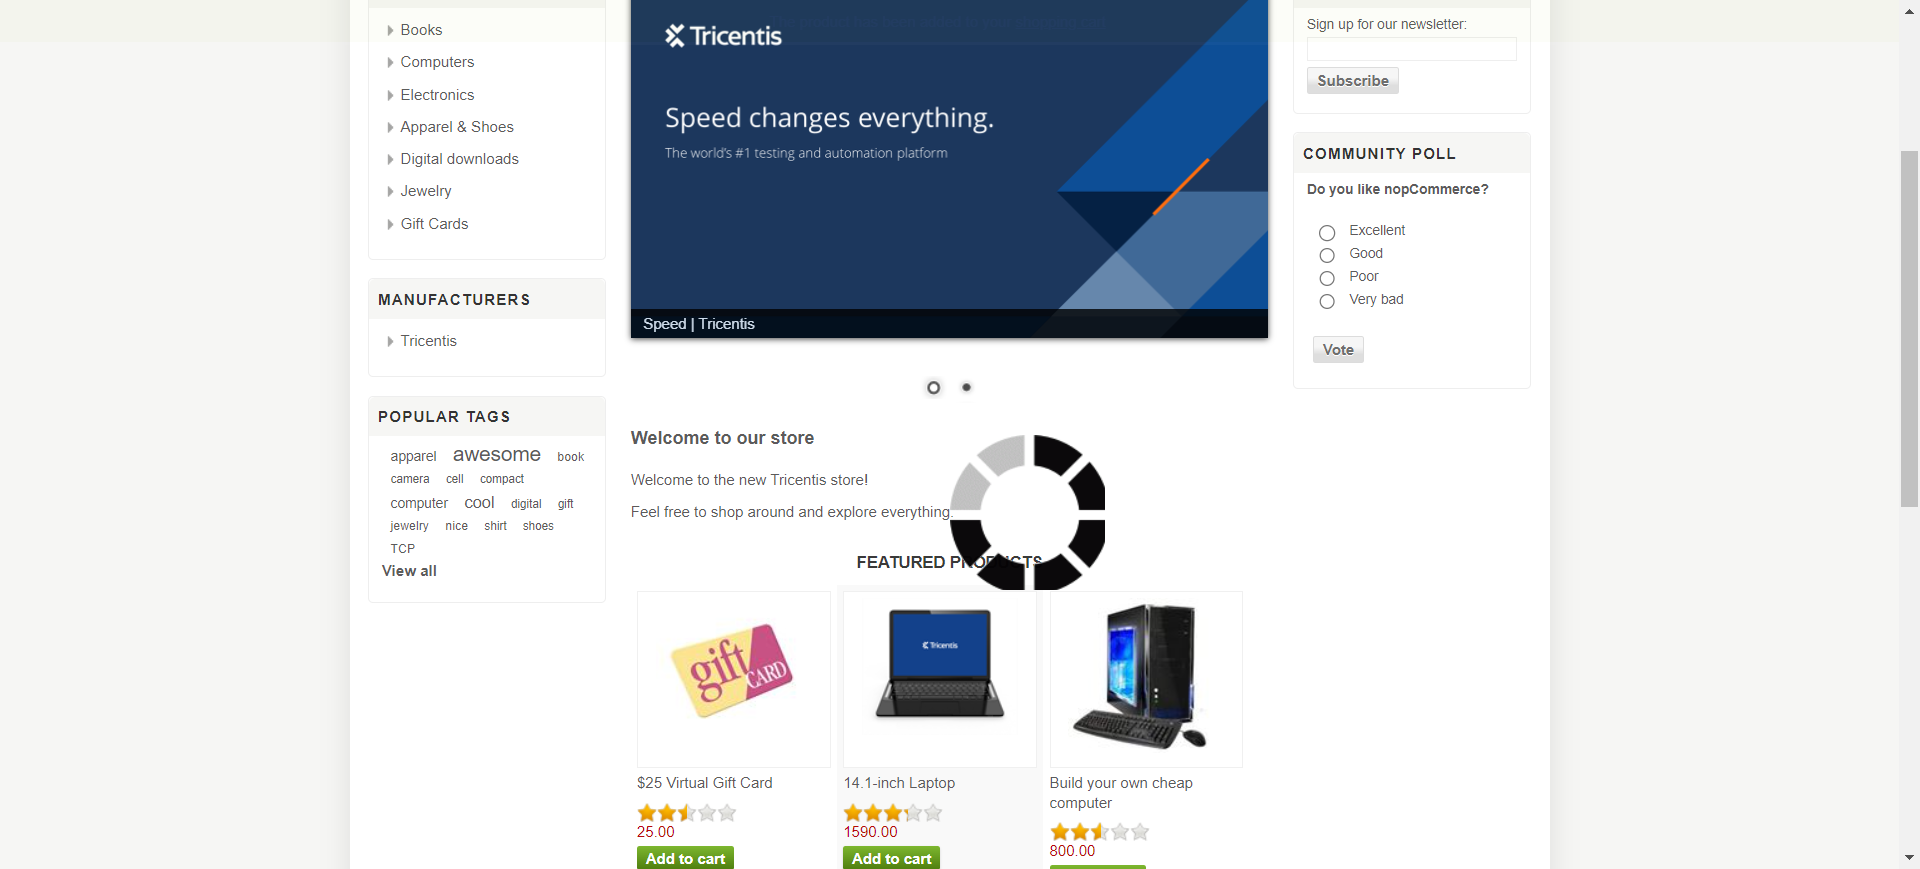 Books
Computers
Electronics
Apparel & Shoes
Digital downloads
Jewelry
Gift Cards
MANUFACTURERS
Tricentis
POPULAR TAGS
apparel awesome book
camera cell compact
computer cool digital gift
jewelry nice shirt shoes
TCP
View all
Tricentis
Speed changes everything.
The world's #1 testing and automation platform
Speed | Tricentis
Welcome to our store
Welcome to the new Tricentis store!
Feel free to shop around and explore everything.
FEATURED PRODUCTS
gift CARD
Tricentis
$25 Virtual Gift Card
25.00
Add to cart
14.1-inch Laptop
1590.00
Add to cart
Build your own cheap
computer
800.00
Sign up for our newsletter:
Subscribe
COMMUNITY POLL
Do you like nopCommerce?
Excellent
Good
Poor
Very bad
Vote